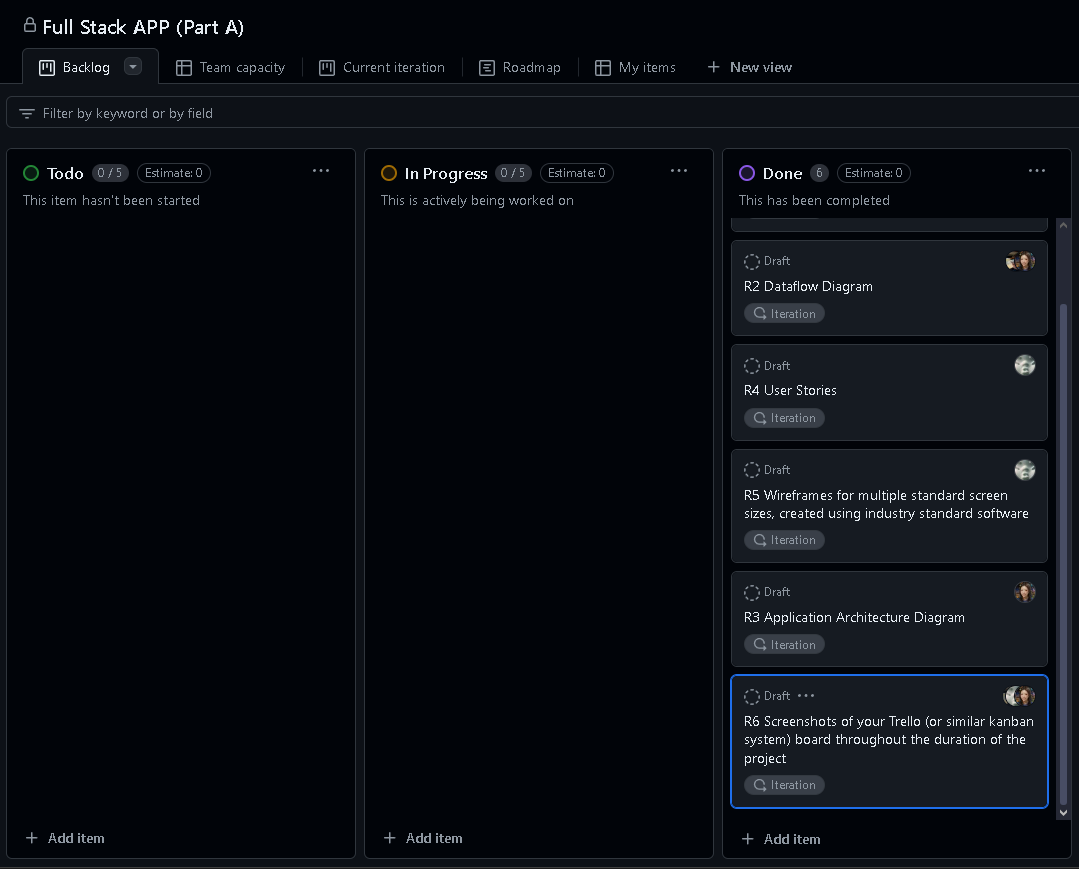 Full Stack APP (Part A)
Backlog
Team capacity
Current iteration
Roadmap
My items
New view
Filter by keyword or by field
Todo 0 / 5 Estimate: 0
This item hasn't been started
Add item
In Progress 0 / 5 Estimate: 0
This is actively being worked on
Add item
Done 6 Estimate: 0
This has been completed
Draft
R2 Dataflow Diagram
Iteration
Draft
R4 User Stories
Iteration
Draft
R5 Wireframes for multiple standard screen
sizes, created using industry standard software
Iteration
Draft
R3 Application Architecture Diagram
Iteration
Draft
R6 Screenshots of your Trello (or similar kanban
system) board throughout the duration of the
project
Iteration
Add item